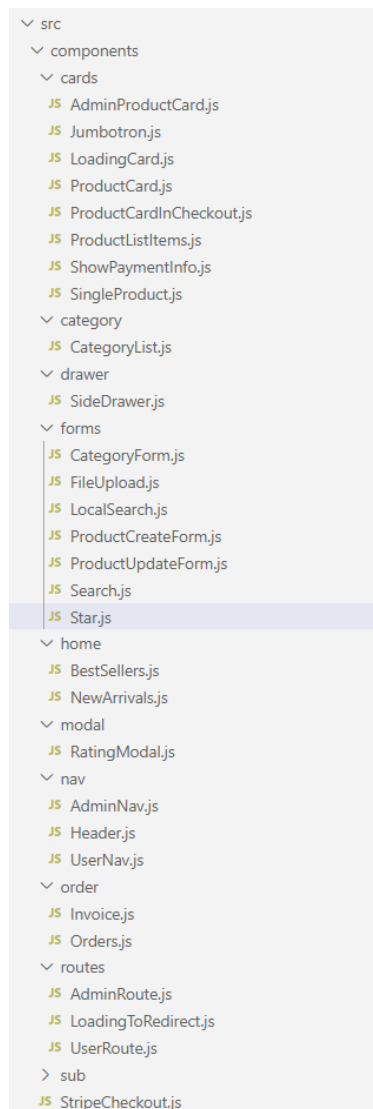 src
components
cards
JS AdminProductCard.js
JS Jumbotron.js
JS LoadingCard.js
JS ProductCard.js
JS ProductCardInCheckout.js
JS ProductListItems.js
JS ShowPaymentInfo.js
JS SingleProduct.js
category
JS CategoryList.js
drawer
JS SideDrawer.js
forms
JS CategoryForm.js
JS FileUpload.js
JS LocalSearch.js
JS ProductCreateForm.js
JS ProductUpdateForm.js
JS Search.js
JS Star.js
home
JS BestSellers.js
JS NewArrivals.js
modal
JS RatingModal.js
nav
JS AdminNav.js
JS Header.js
JS UserNav.js
order
JS Invoice.js
JS Orders.js
routes
JS AdminRoute.js
JS LoadingToRedirect.js
JS UserRoute.js
sub
JS StripeCheckout.js